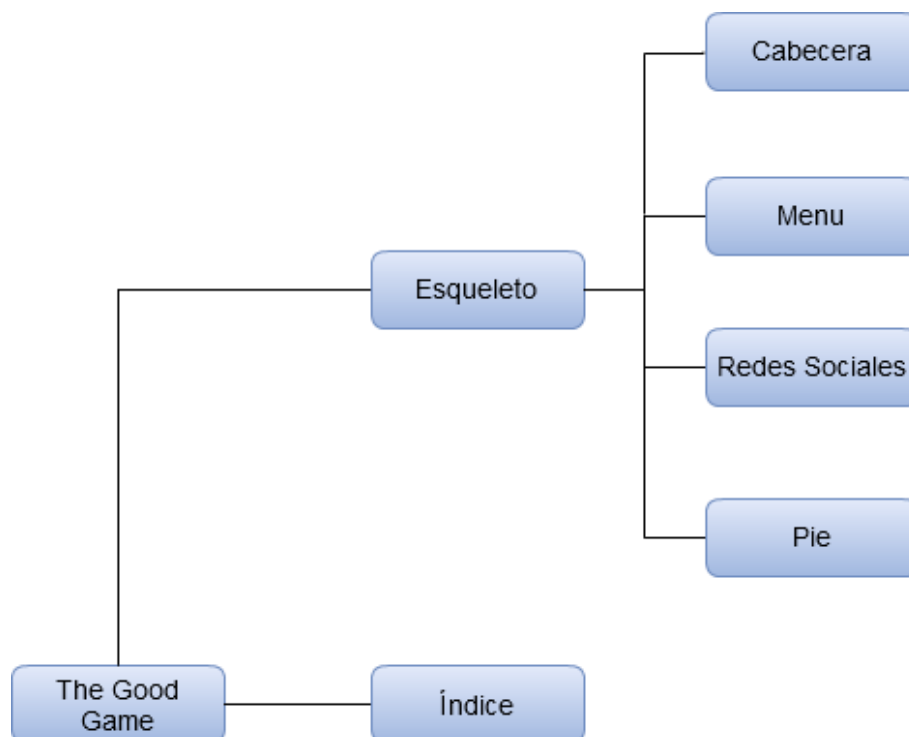 Cabecera
Menu
Esqueleto
Redes Sociales
Pie
The Good
Game
Índice